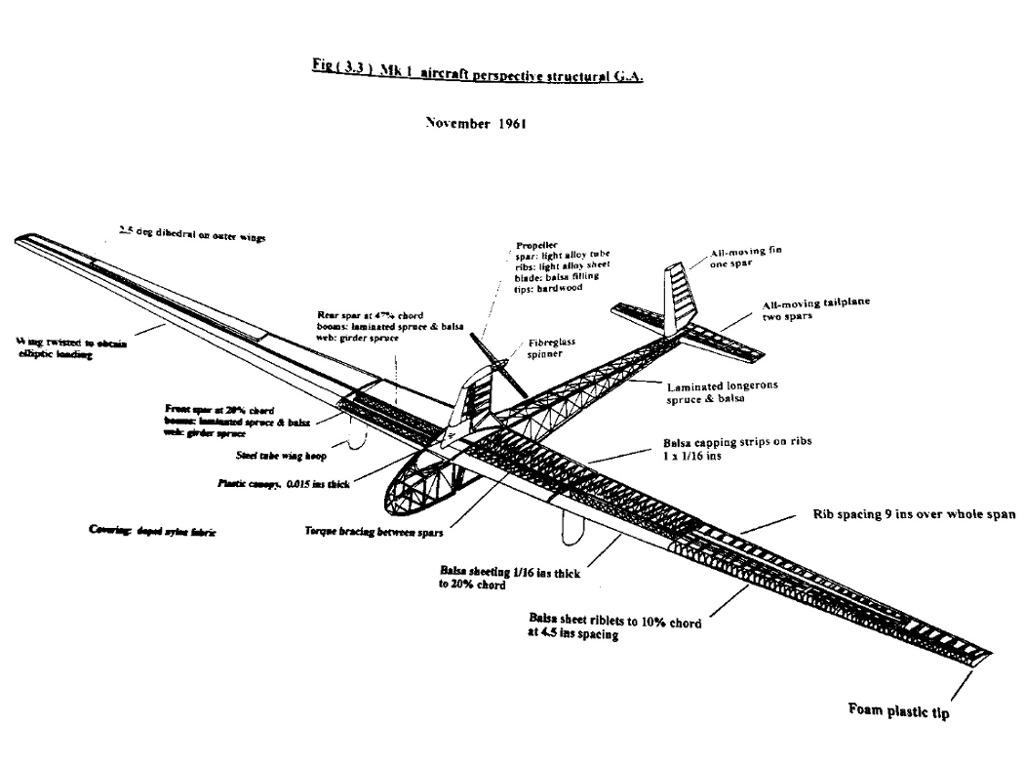 Fig ( 3.3 ) Mk 1 aircraft perspective structural G.A.
November 1961
2.5 deg dihedral on outer wings
Propeller
spar: light alloy tube
ribs: light alloy sheet
blade: balsa filling
tips: hardwood
All-moving fin
one spar
All-moving tailplane
two spars
Rear spar at 47% chord
booms: laminated spruce & balsa
web: girder spruce
Wing twisted to obtain
elliptic loading
Fibreglass
spinner
Laminated longerons
spruce & balsa
Front spar at 20% chord
booms: laminated spruce & balsa
web: girder spruce
Balsa capping strips on ribs
1 x 1/16 ins
Steel tube wing hoop
Plastic canopy, 0.015 ins thick
Rib spacing 9 ins over whole span
Covering: doped nylon fabric
Torque bracing between spars
Balsa sheeting 1/16 ins thick
to 20% chord
Balsa sheet riblets to 10% chord
at 4.5 ins spacing
Foam plastic tip